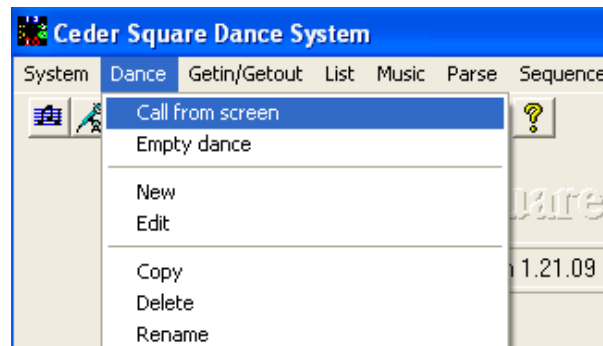 Ceder Square Dance System
System Dance Getin/Getout List Music Parse Sequence
Call from screen
Empty dance
New
Edit
1.21.09
Copy
Delete
Rename